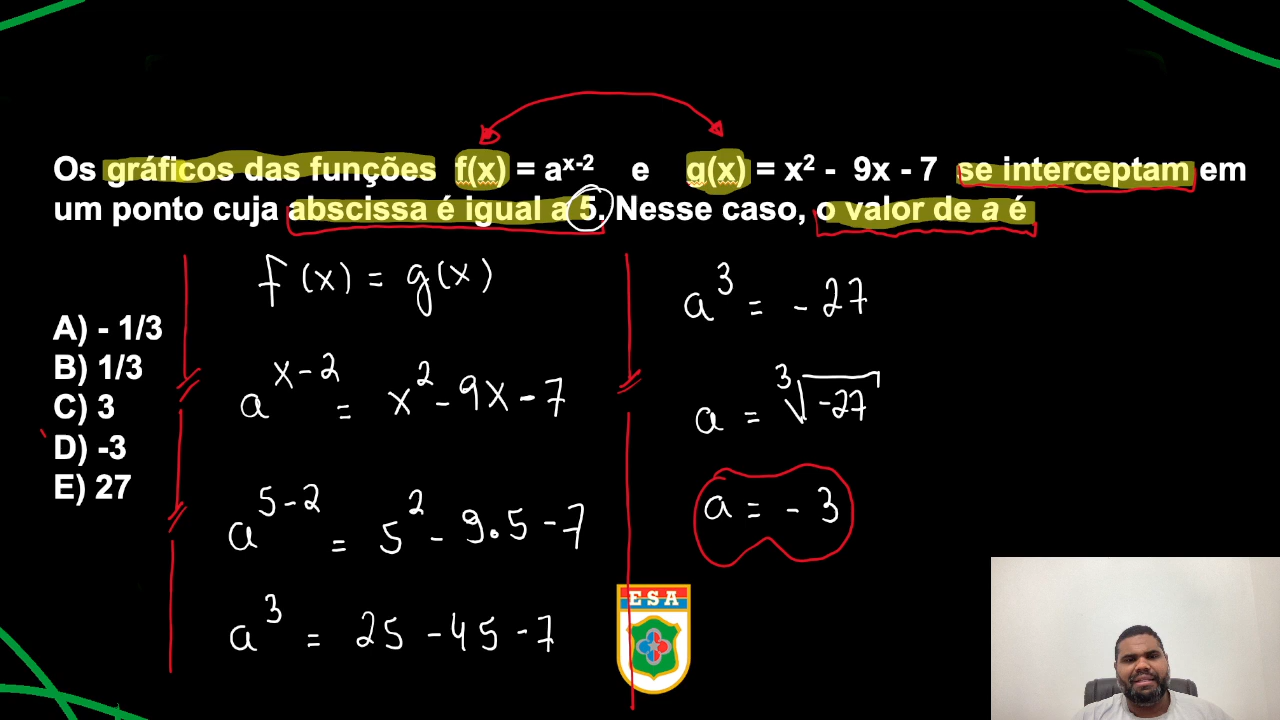 Os gráficos das funções f(x) = aˣ⁻² e g(x) = x² - 9x - 7 se interceptam em
um ponto cuja abscissa é igual a 5. Nesse caso, o valor de a é
A) - 1/3
B) 1/3
C) 3
D) -3
E) 27
f(x) = g(x)
aˣ⁻² = x² - 9x - 7
a⁵⁻² = 5² - 9.5 - 7
a³ = 25 - 45 - 7
a³ = - 27
a = ∛-27
a = - 3
ESA